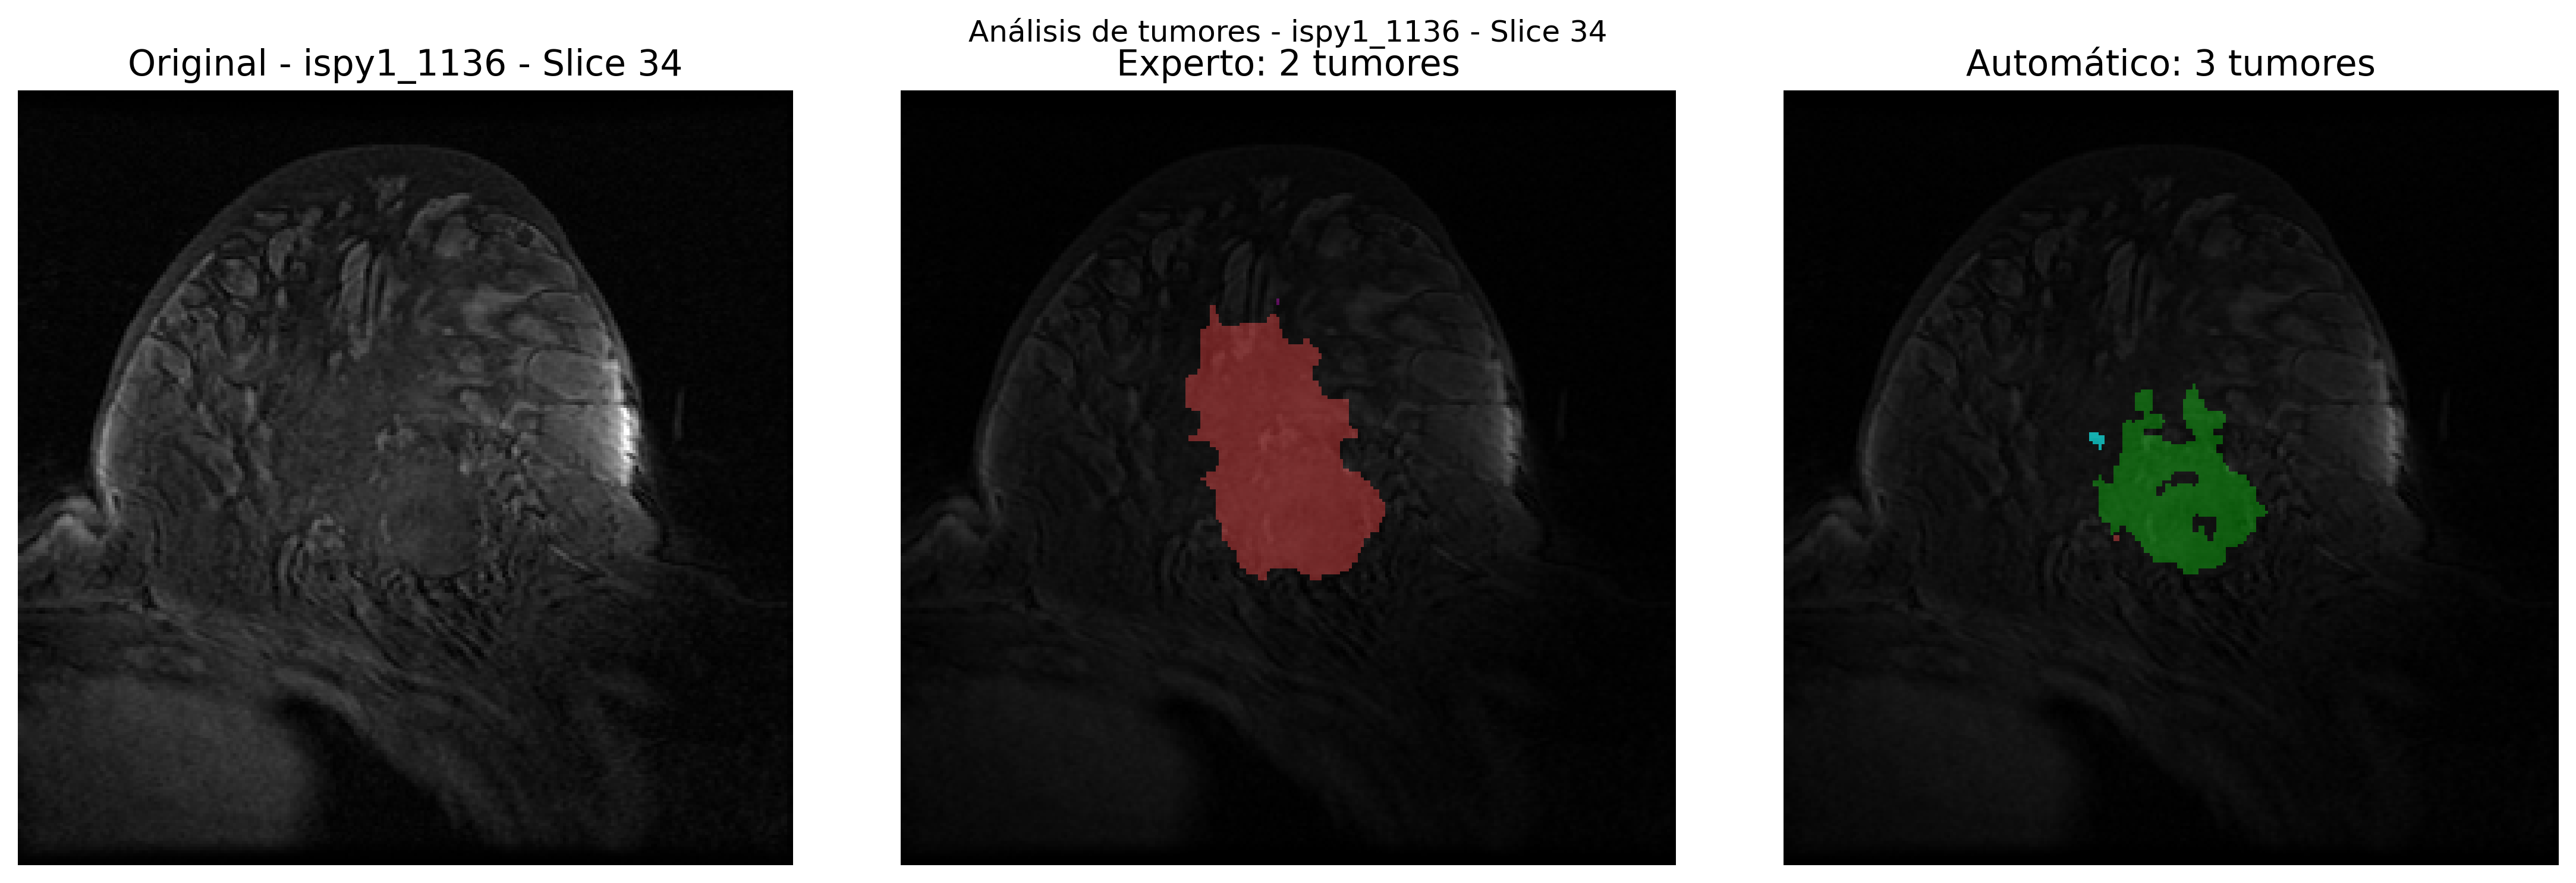 Análisis de tumores - ispy1_1136 - Slice 34
Original - ispy1_1136 - Slice 34
Experto: 2 tumores
Automático: 3 tumores